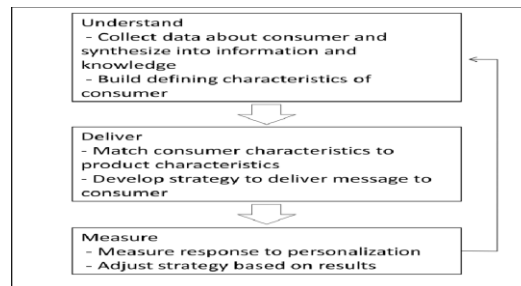 Understand
- Collect data about consumer and
synthesize into information and
knowledge
- Build defining characteristics of
consumer
Deliver
- Match consumer characteristics to
product characteristics
- Develop strategy to deliver message to
consumer
Measure
- Measure response to personalization
- Adjust strategy based on results